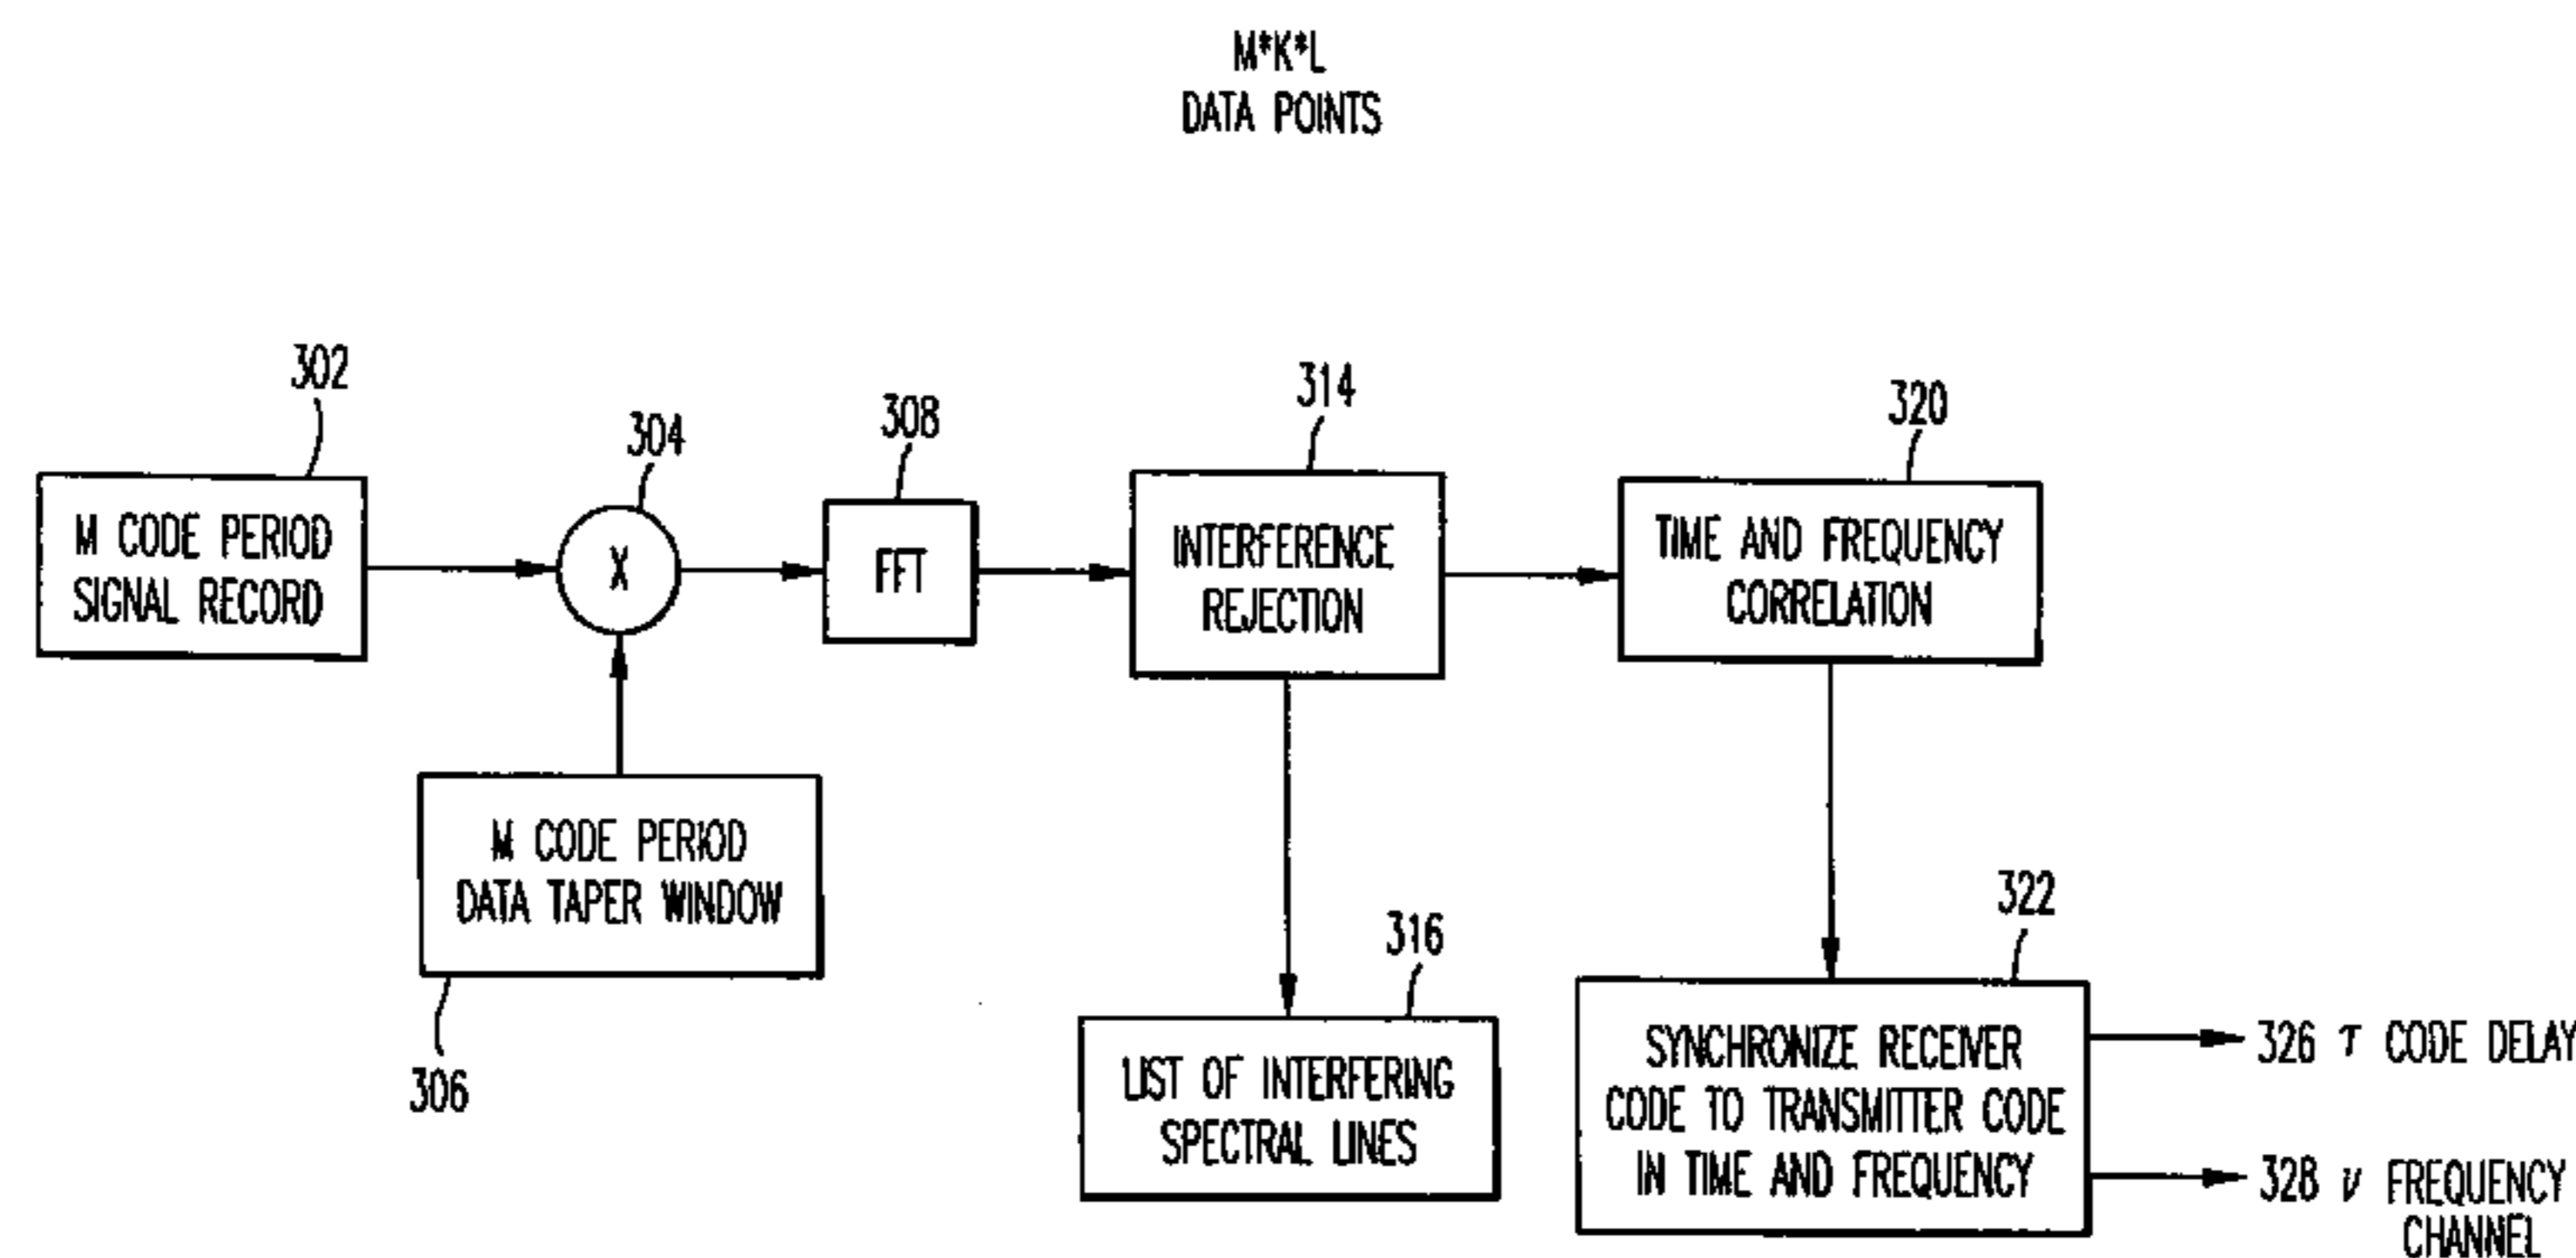 M*K*L
DATA POINTS
302
M CODE PERIOD
SIGNAL RECORD
304
X
308
FFT
314
INTERFERENCE
REJECTION
320
TIME AND FREQUENCY
CORRELATION
M CODE PERIOD
DATA TAPER WINDOW
306
316
LIST OF INTERFERING
SPECTRAL LINES
322
SYNCHRONIZE RECEIVER
CODE TO TRANSMITTER CODE
IN TIME AND FREQUENCY
326 τ CODE DELAY
328 ν FREQUENCY
CHANNEL